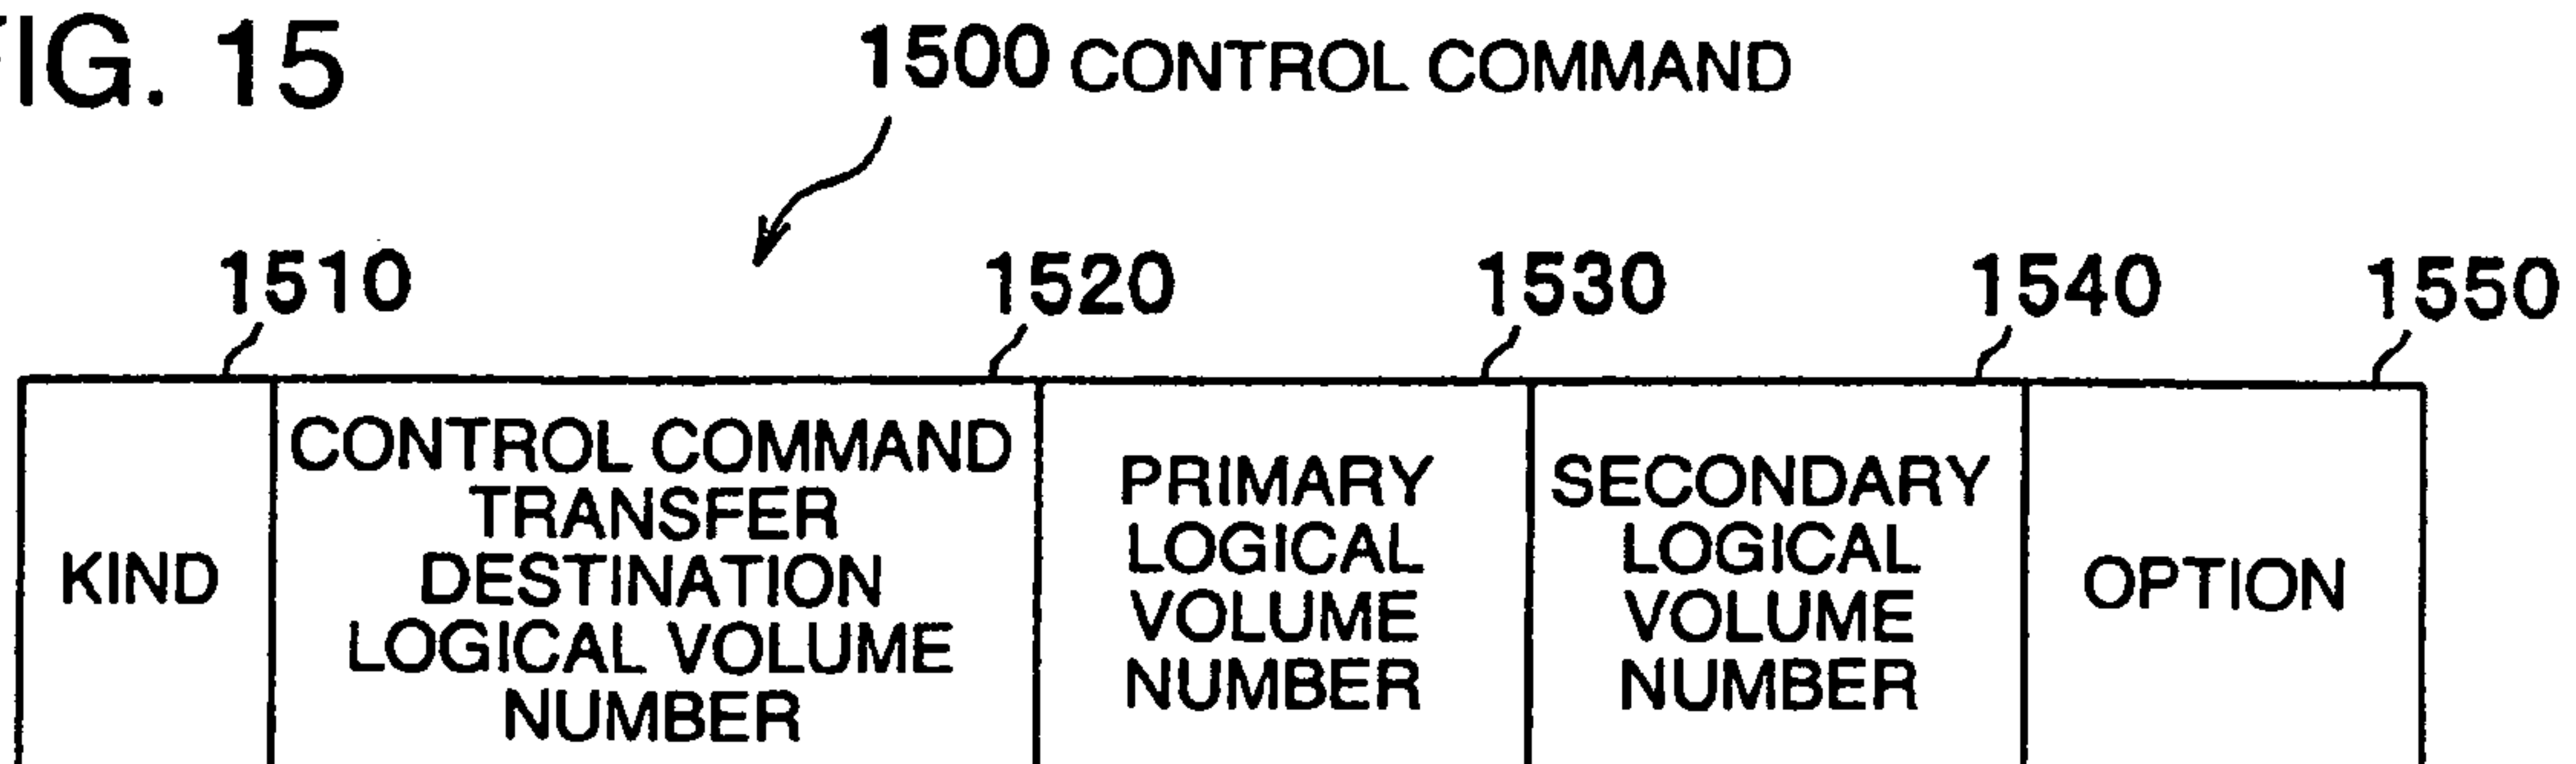 FIG. 15
1500 CONTROL COMMAND
1510
1520
1530
1540
1550
KIND
CONTROL COMMAND
TRANSFER
DESTINATION
LOGICAL VOLUME
NUMBER
PRIMARY
LOGICAL
VOLUME
NUMBER
SECONDARY
LOGICAL
VOLUME
NUMBER
OPTION